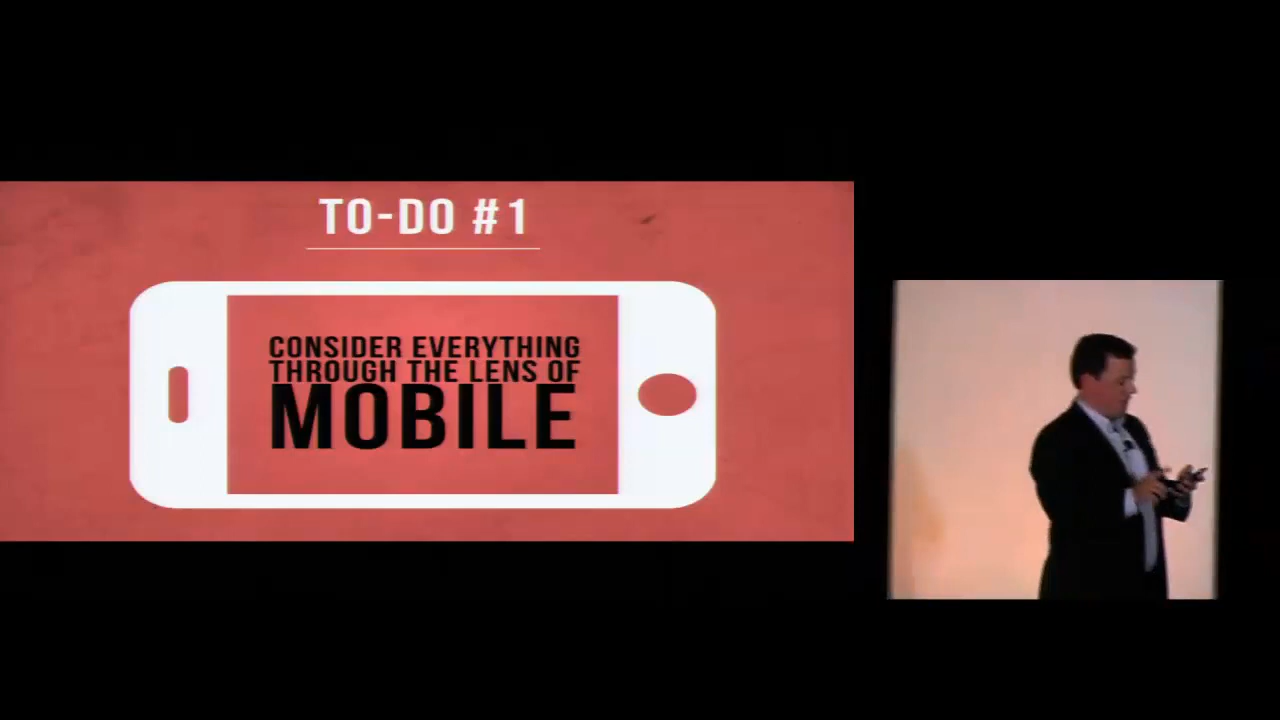 TO-DO #1
CONSIDER EVERYTHING
THROUGH THE LENS OF
MOBILE